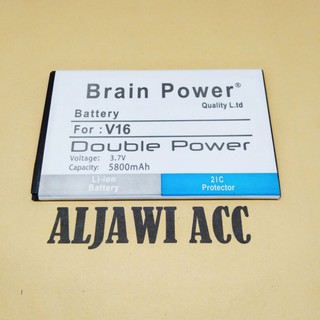 Brain Power®
Quality L.td
Battery
For : V16
Double Power
Voltage: 3.7V
Capacity: 5800mAh
Li-ion
Battery
2IC
Protector
ALJAWI ACC